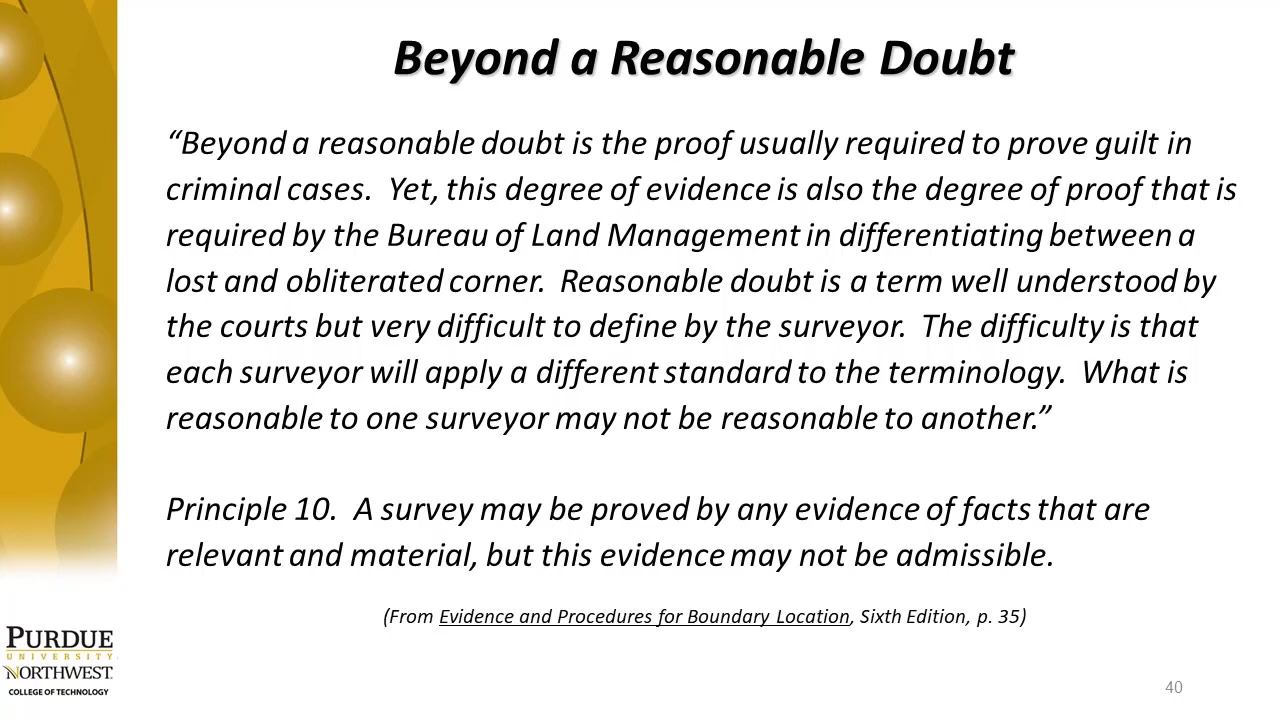 Beyond a Reasonable Doubt
“Beyond a reasonable doubt is the proof usually required to prove guilt in
criminal cases.  Yet, this degree of evidence is also the degree of proof that is
required by the Bureau of Land Management in differentiating between a
lost and obliterated corner.  Reasonable doubt is a term well understood by
the courts but very difficult to define by the surveyor.  The difficulty is that
each surveyor will apply a different standard to the terminology.  What is
reasonable to one surveyor may not be reasonable to another.”
Principle 10.  A survey may be proved by any evidence of facts that are
relevant and material, but this evidence may not be admissible.
(From Evidence and Procedures for Boundary Location, Sixth Edition, p. 35)
PURDUE
UNIVERSITY
NORTHWEST
COLLEGE OF TECHNOLOGY
40